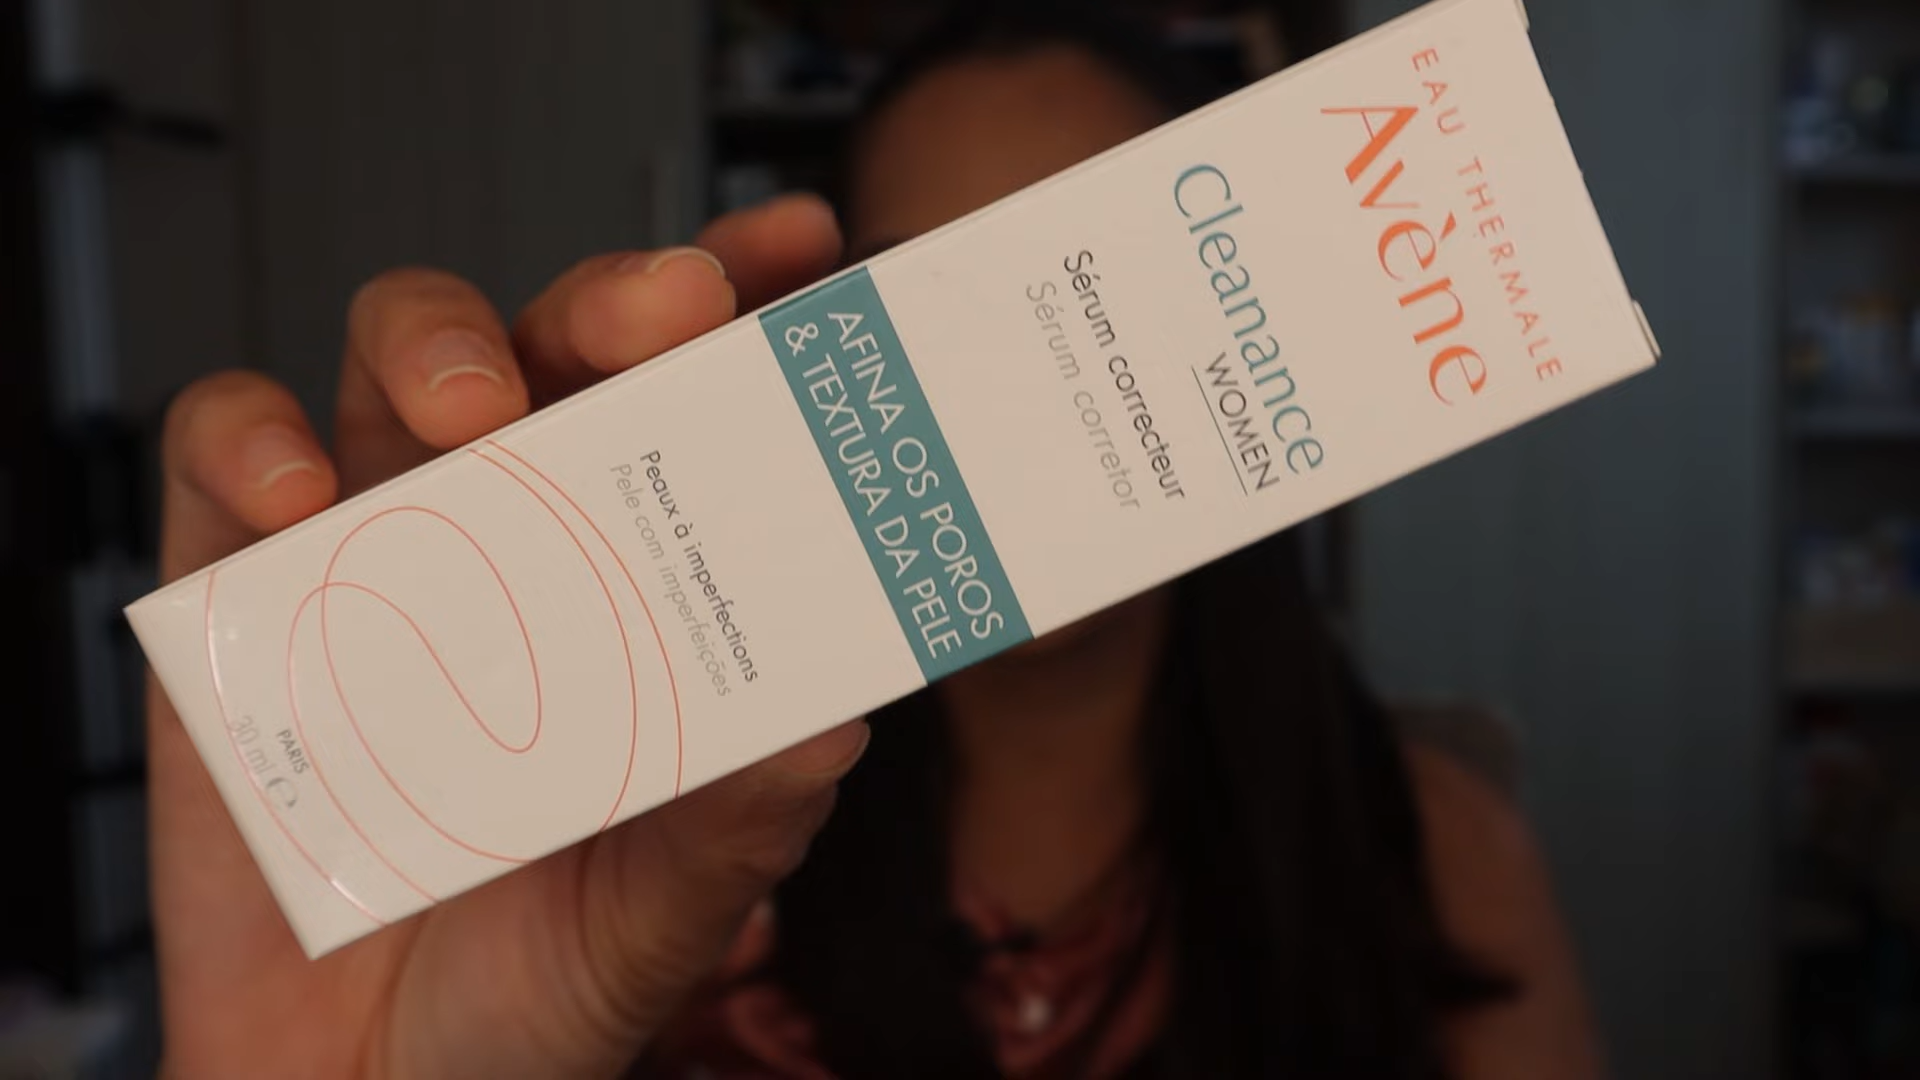 EAU THERMALE
Avène
Cleanance
WOMEN
Sérum correcteur
Sérum corretor
AFINA OS POROS
& TEXTURA DA PELE
Peaux à imperfections
Pele com imperfeições
PARIS
30 ml ℮